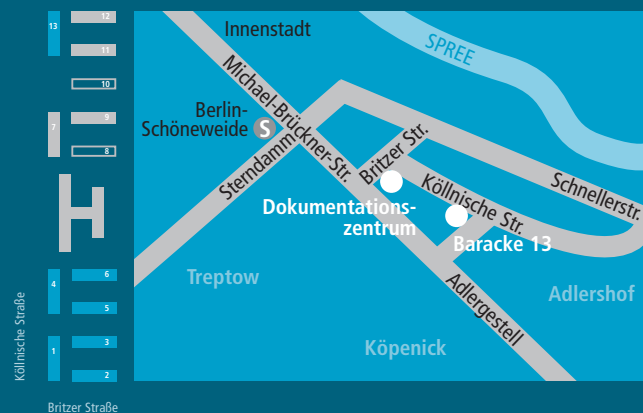 13
12
11
10
7
9
8
4
6
5
1
3
2
Köllnische Straße
Britzer Straße
Innenstadt
SPREE
Michael-Brückner-Str.
Berlin-
Schöneweide
S
Sterndamm
Britzer Str.
Köllnische Str.
Schnellerstr.
Dokumentations-
zentrum
Baracke 13
Treptow
Adlergestell
Adlershof
Köpenick